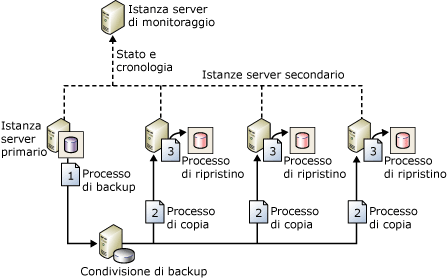 Istanza server
di monitoraggio
Stato e
cronologia
Istanze server secondario
Istanza
server
primario
1
Processo
di backup
3
Processo
di ripristino
3
Processo
di ripristino
3
Processo
di ripristino
2
Processo
di copia
2
Processo
di copia
2
Processo
di copia
Condivisione di backup